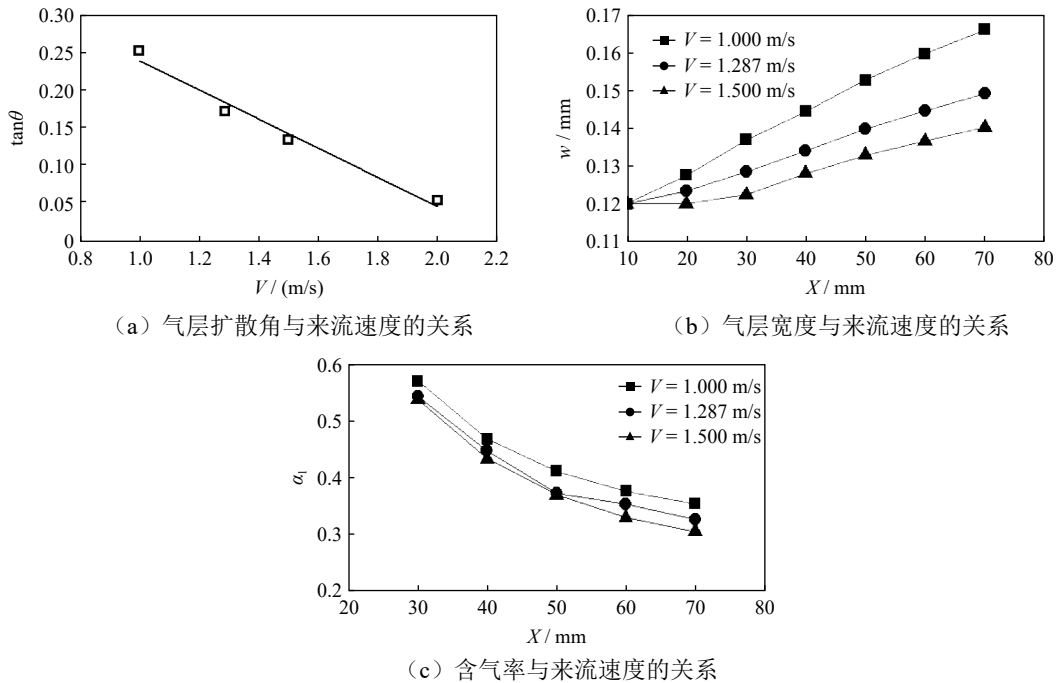 0.30
0.25
0.20
0.15
0.10
0.05
0
tanθ
0.8 1.0 1.2 1.4 1.6 1.8 2.0 2.2
V / (m/s)
(a)气层扩散角与来流速度的关系
0.17
0.16
0.15
0.14
0.13
0.12
0.11
w / mm
V = 1.000 m/s
V = 1.287 m/s
V = 1.500 m/s
10 20 30 40 50 60 70 80
X / mm
(b)气层宽度与来流速度的关系
0.6
0.5
0.4
0.3
0.2
α₁
V = 1.000 m/s
V = 1.287 m/s
V = 1.500 m/s
20 30 40 50 60 70 80
X / mm
(c)含气率与来流速度的关系